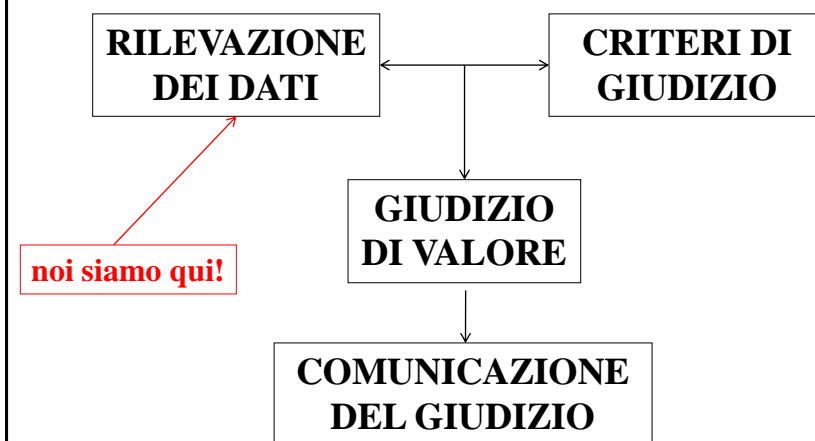 RILEVAZIONE
DEI DATI
CRITERI DI
GIUDIZIO
GIUDIZIO
DI VALORE
noi siamo qui!
COMUNICAZIONE
DEL GIUDIZIO